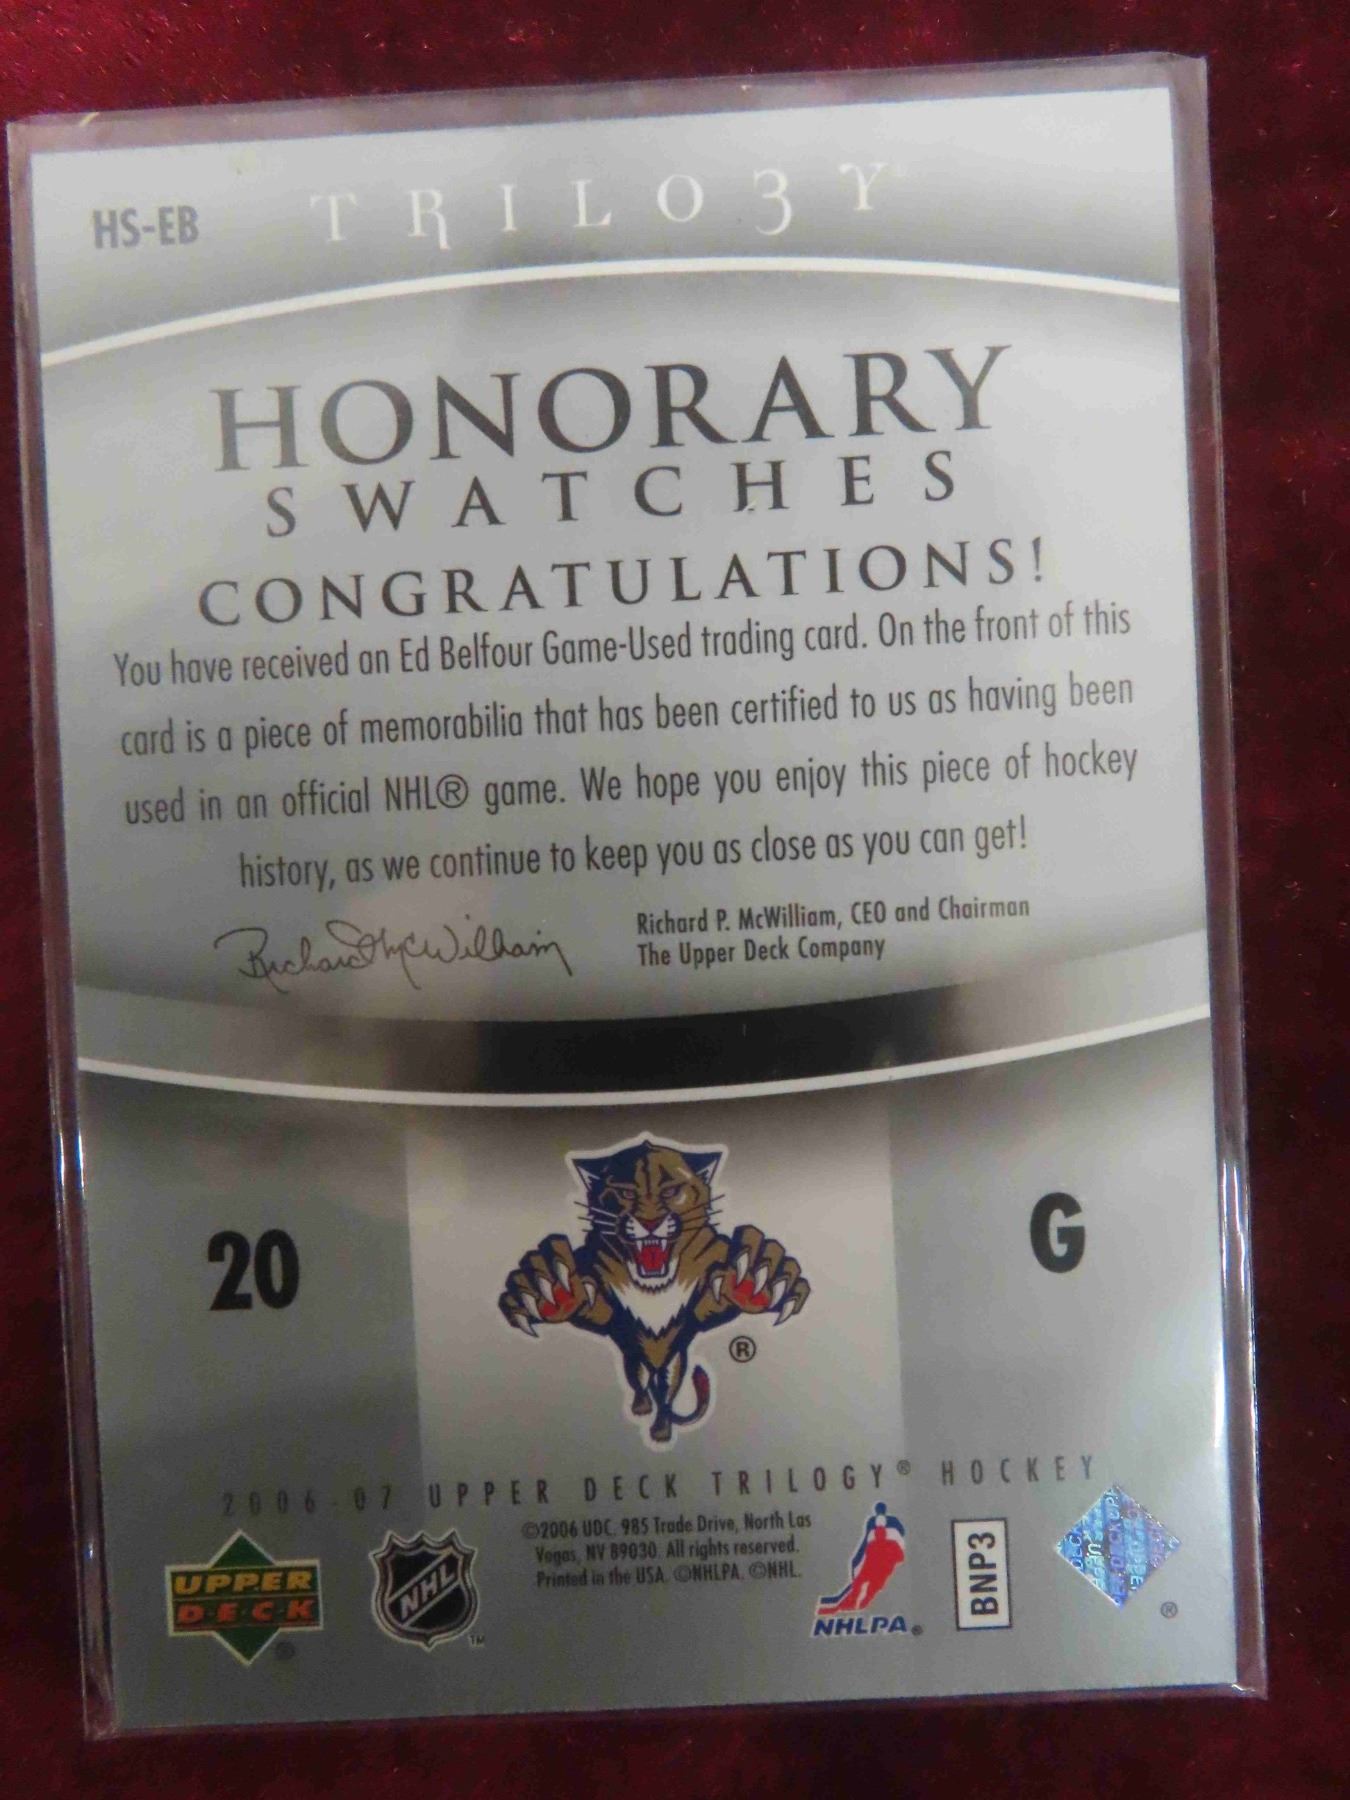 HS-EB
TRILO3Y
HONORARY
SWATCHES
CONGRATULATIONS!
You have received an Ed Belfour Game-Used trading card. On the front of this
card is a piece of memorabilia that has been certified to us as having been
used in an official NHL® game. We hope you enjoy this piece of hockey
history, as we continue to keep you as close as you can get!
Richard P. McWilliam
Richard P. McWilliam, CEO and Chairman
The Upper Deck Company
20
G
®
2006-07 UPPER DECK TRILOGY® HOCKEY
©2006 UDC, 985 Trade Drive, North Las
Vegas, NV 89030. All rights reserved.
Printed in the USA. ©NHLPA. ©NHL.
UPPER
DECK
®
NHL
TM
NHLPA®
BNP3
®